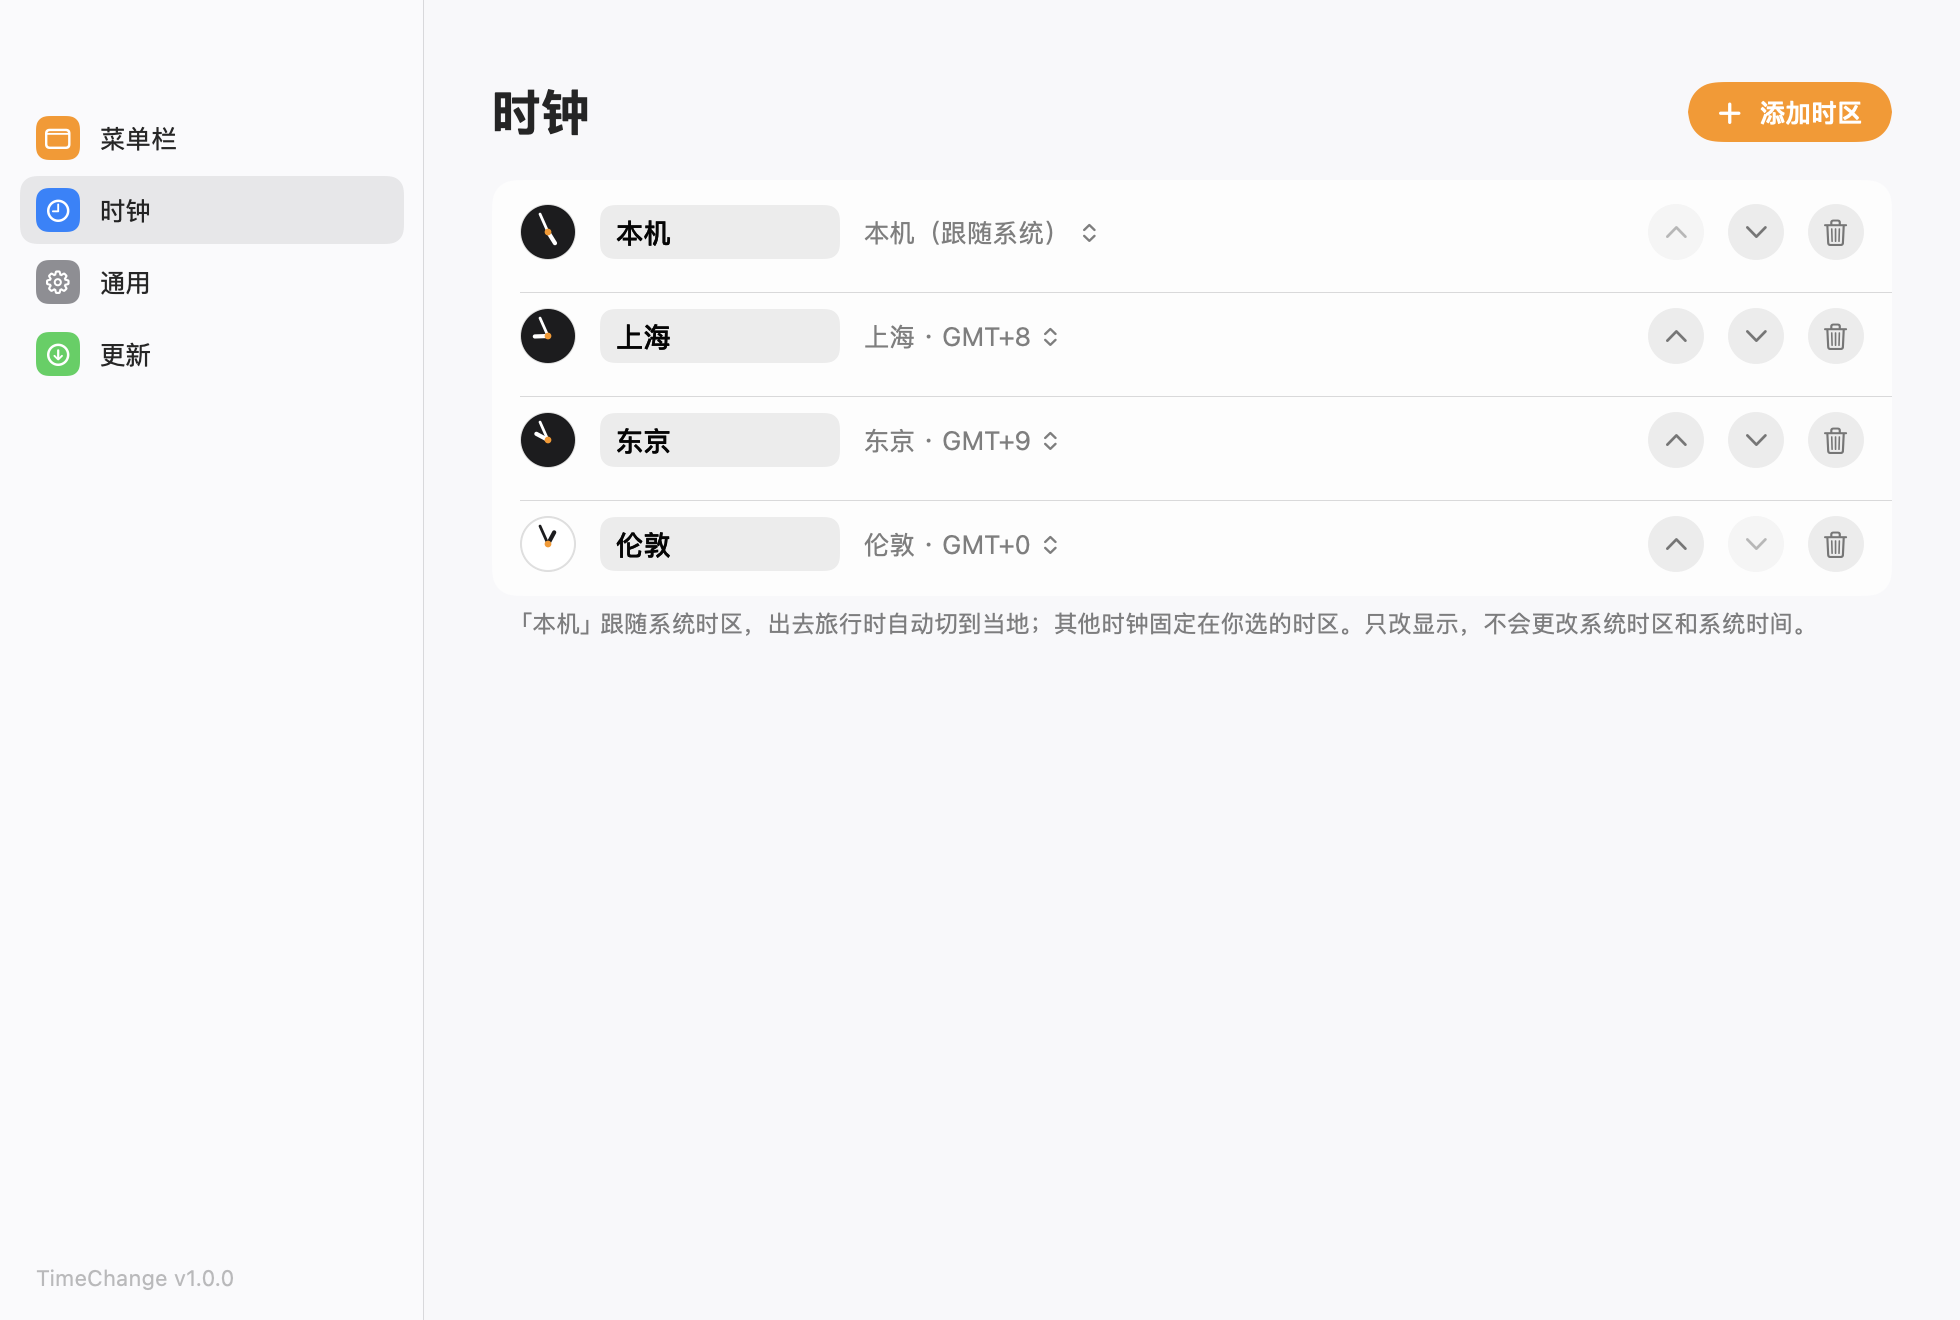 菜单栏
时钟
通用
更新
TimeChange v1.0.0
时钟
添加时区
本机 本机（跟随系统）
上海 上海 · GMT+8
东京 东京 · GMT+9
伦敦 伦敦 · GMT+0
「本机」跟随系统时区，出去旅行时自动切到当地；其他时钟固定在你选的时区。只改显示，不会更改系统时区和系统时间。